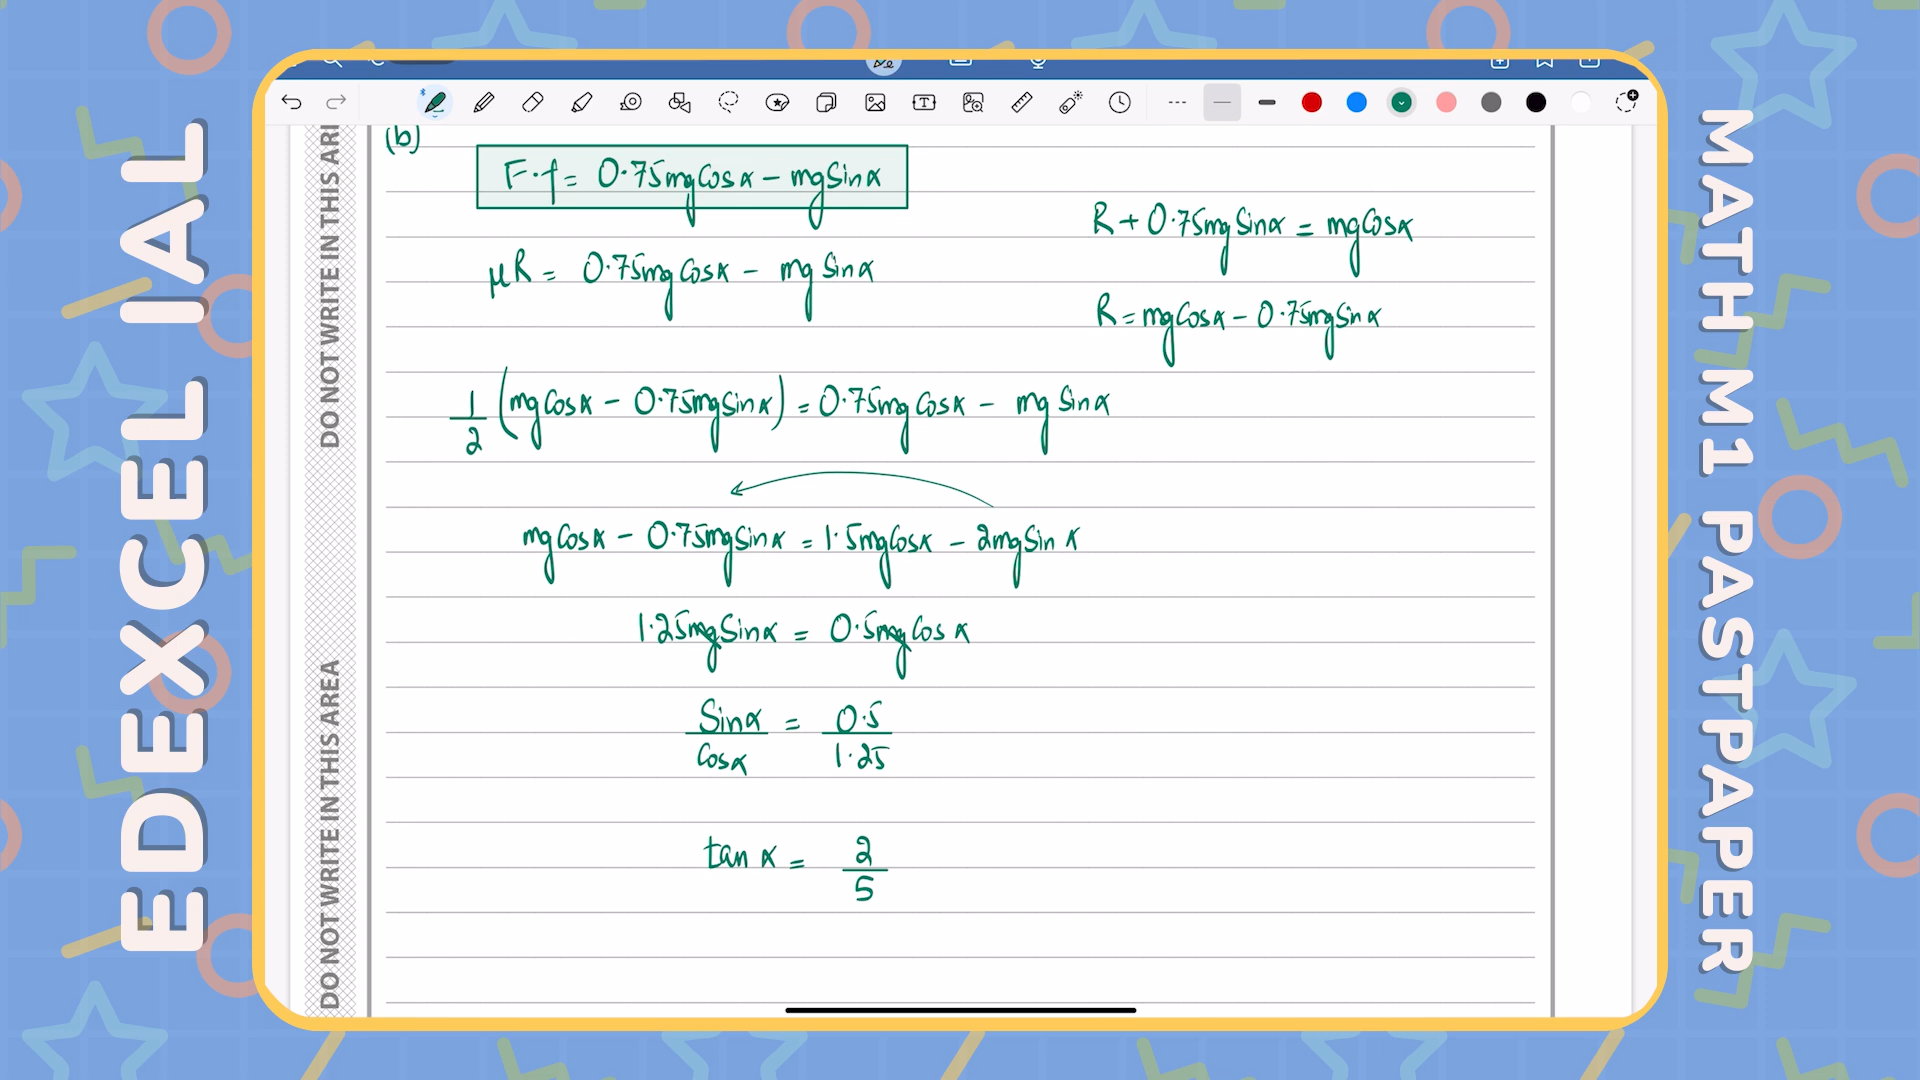 EDEXCEL IAL
MATH M1 PASTPAPER
DO NOT WRITE IN THIS AREA
DO NOT WRITE IN THIS AREA
(b)
F.f = 0.75mgCosα - mgSinα
R + 0.75mgSinα = mgCosα
μR = 0.75mgCosα - mgSinα
R = mgCosα - 0.75mgSinα
1/2 (mgCosα - 0.75mgSinα) = 0.75mgCosα - mgSinα
mgCosα - 0.75mgSinα = 1.5mgCosα - 2mgSinα
1.25mgSinα = 0.5mgCosα
Sinα/Cosα = 0.5/1.25
tan α = 2/5